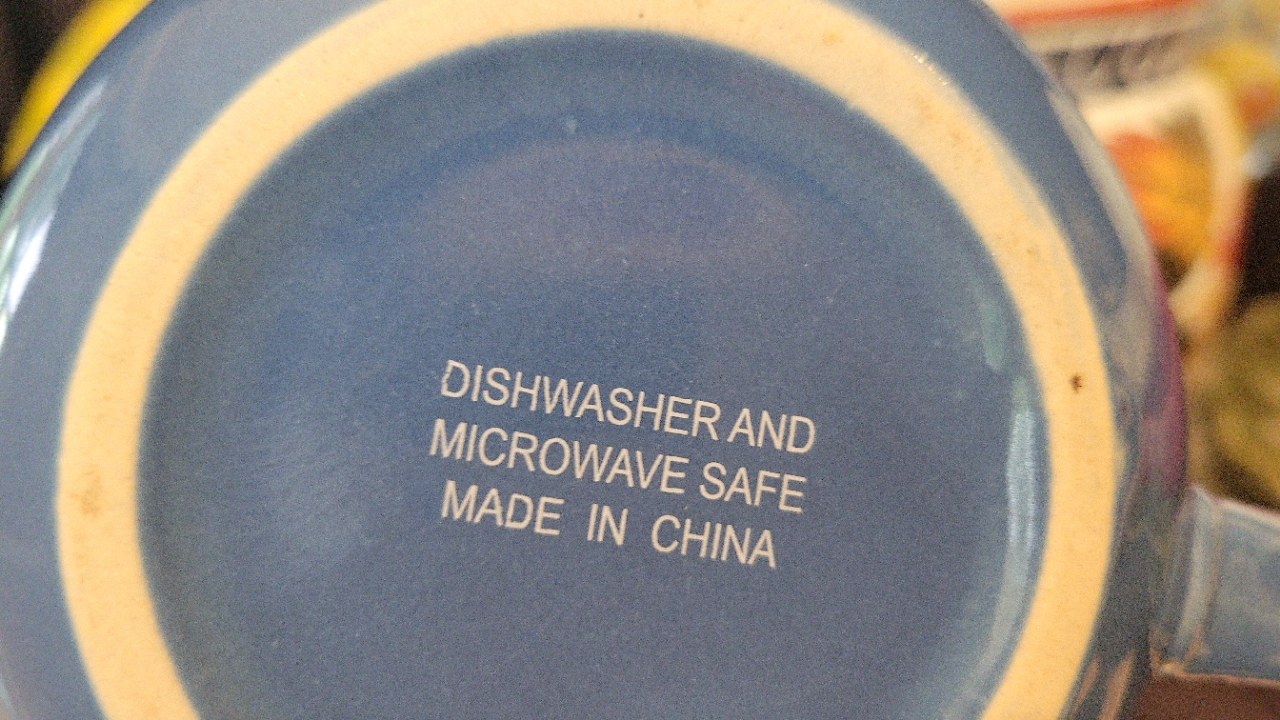 DISHWASHER AND
MICROWAVE SAFE
MADE IN CHINA